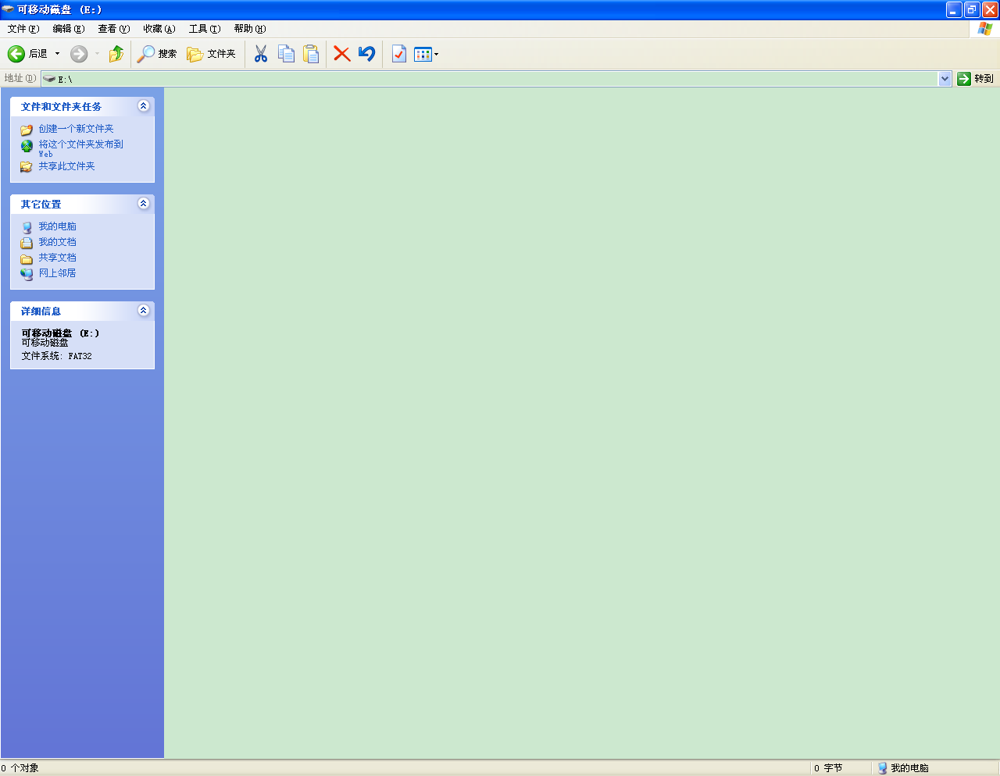 可移动磁盘 (E:)
文件(F) 编辑(E) 查看(V) 收藏(A) 工具(T) 帮助(H)
后退 搜索 文件夹
地址(D) E:\ 转到
文件和文件夹任务
创建一个新文件夹
将这个文件夹发布到
Web
共享此文件夹
其它位置
我的电脑
我的文档
共享文档
网上邻居
详细信息
可移动磁盘 (E:)
可移动磁盘
文件系统: FAT32
0 个对象 0 字节 我的电脑